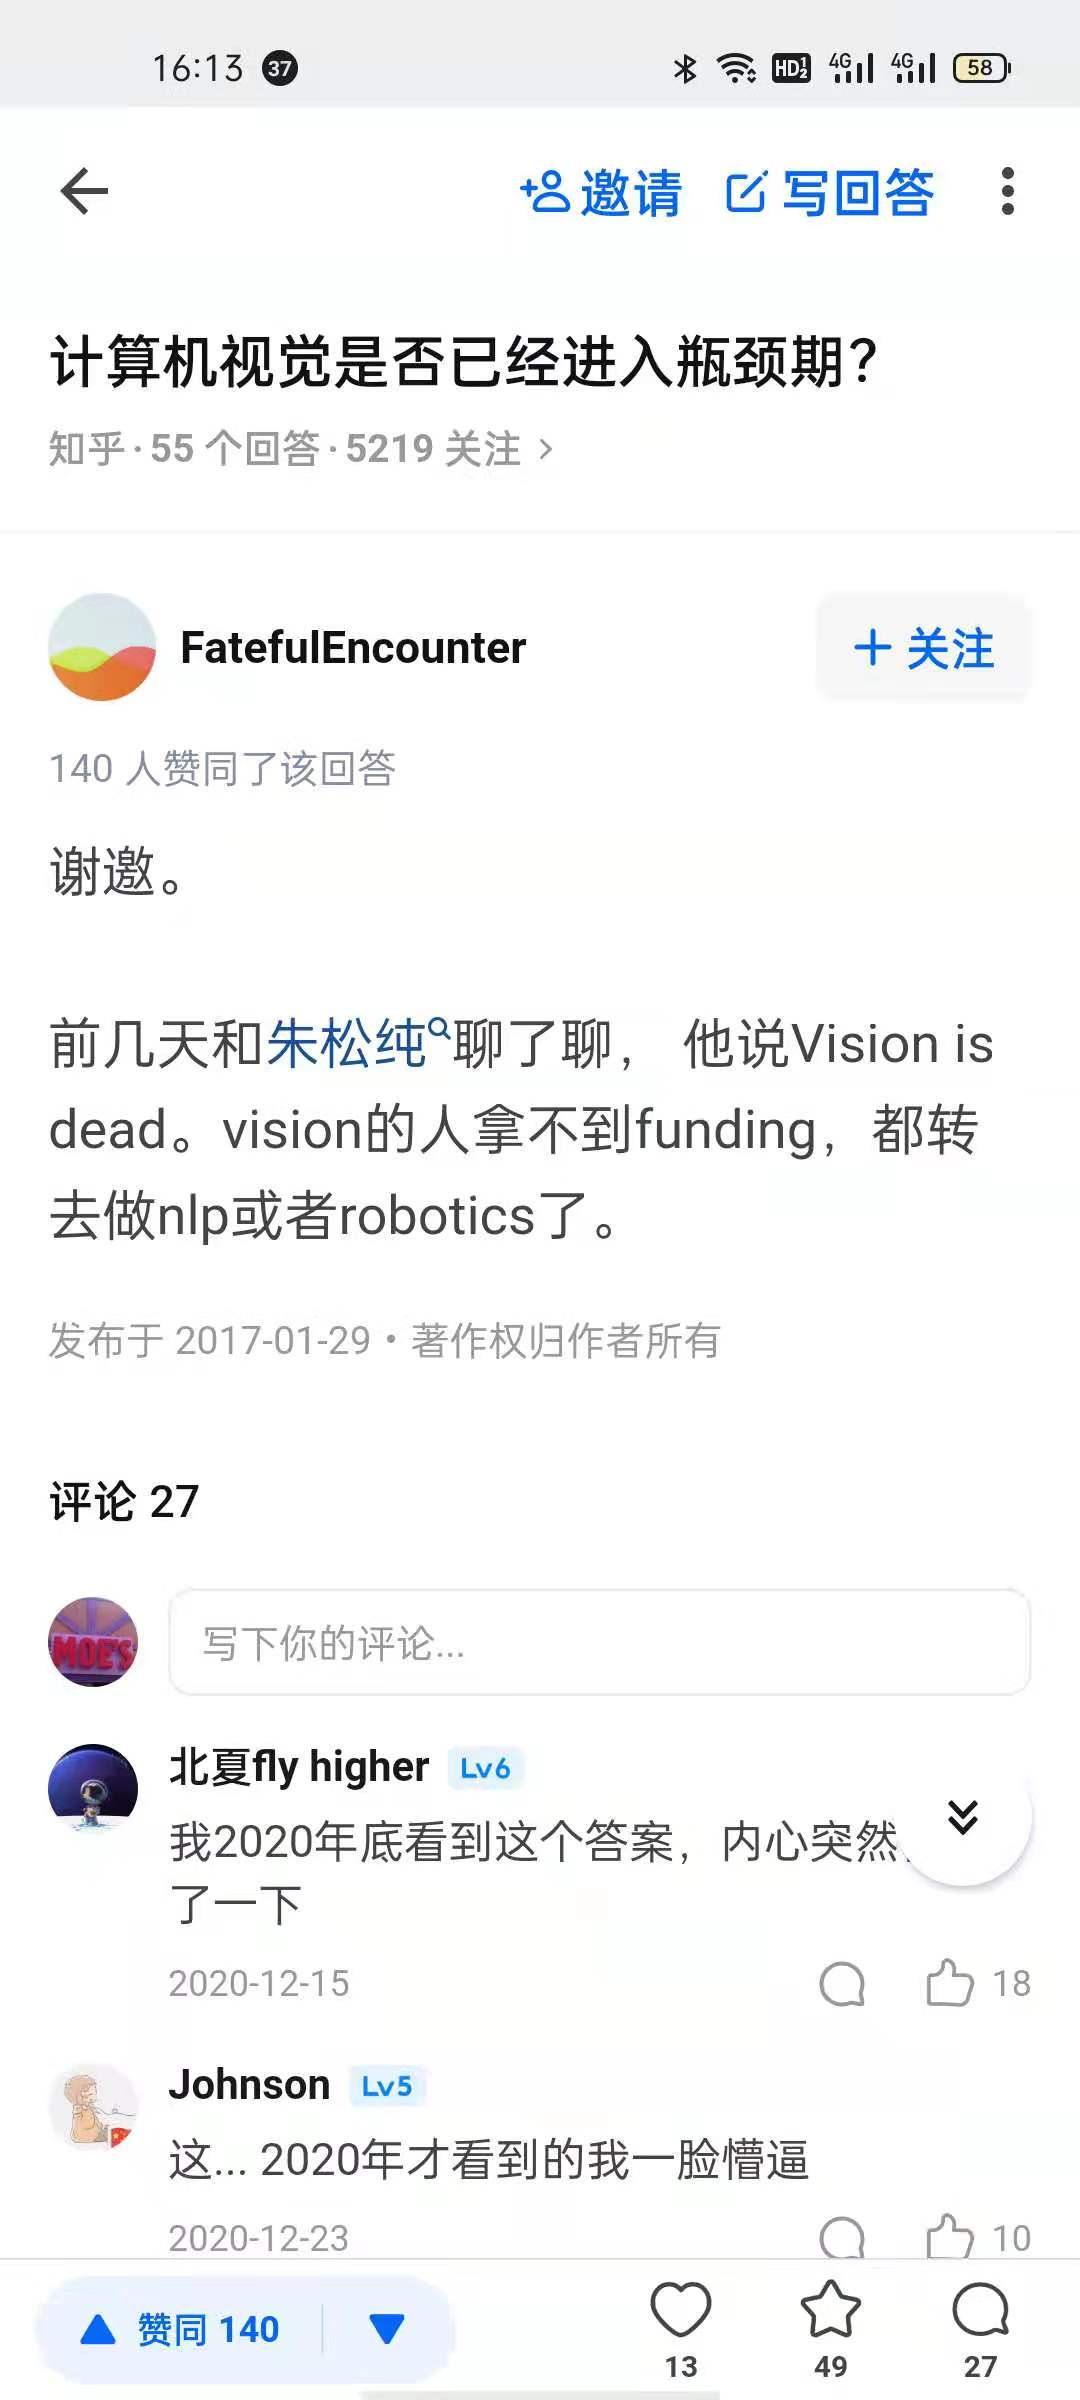 16:13 37
HD 1 2 4G 4G 58
邀请 写回答
计算机视觉是否已经进入瓶颈期?
知乎·55 个回答·5219 关注 >
FatefulEncounter
+ 关注
140 人赞同了该回答
谢邀。
前几天和朱松纯聊了聊， 他说Vision is
dead。vision的人拿不到funding，都转
去做nlp或者robotics了。
发布于 2017-01-29・著作权归作者所有
评论 27
MOE'S
写下你的评论...
北夏fly higher Lv6
我2020年底看到这个答案，内心突然
了一下
2020-12-15
18
Johnson Lv5
这... 2020年才看到的我一脸懵逼
2020-12-23
10
赞同 140
13
49
27